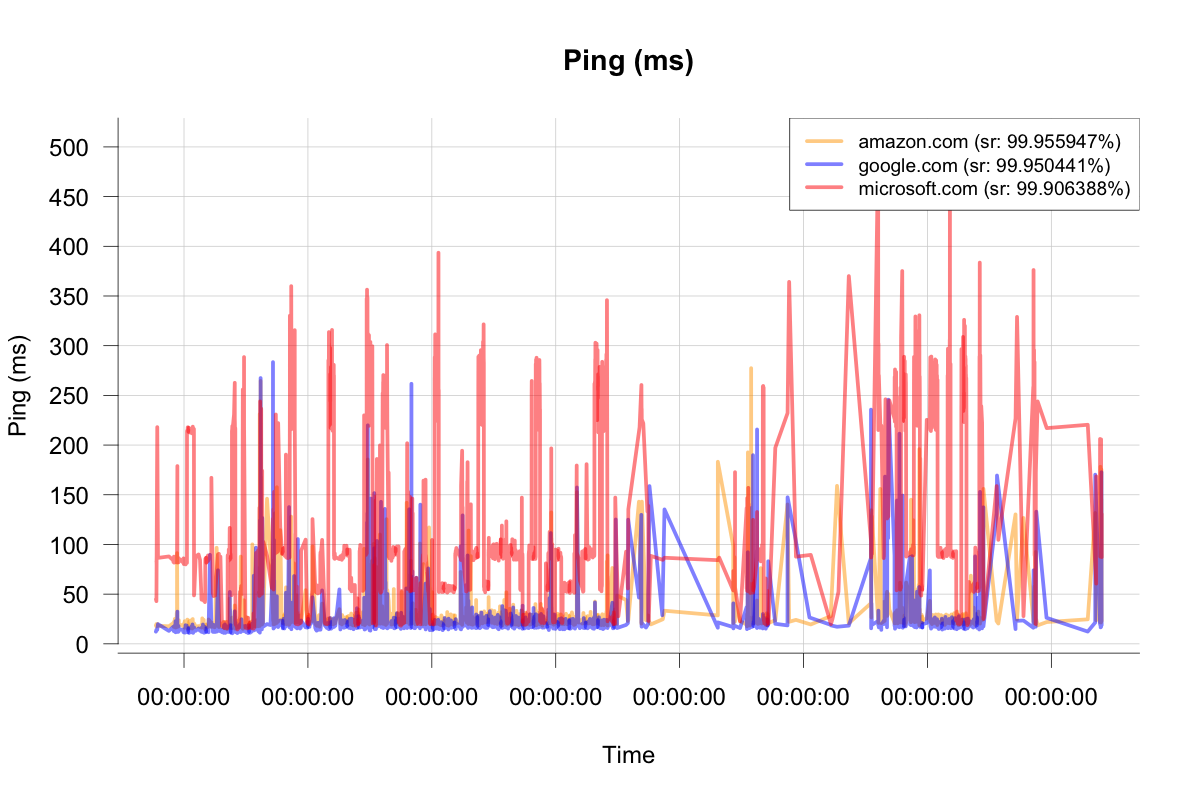 Ping (ms)
amazon.com (sr: 99.955947%)
google.com (sr: 99.950441%)
microsoft.com (sr: 99.906388%)
500
450
400
350
300
250
200
150
100
50
0
Ping (ms)
00:00:00 00:00:00 00:00:00 00:00:00 00:00:00 00:00:00 00:00:00 00:00:00
Time